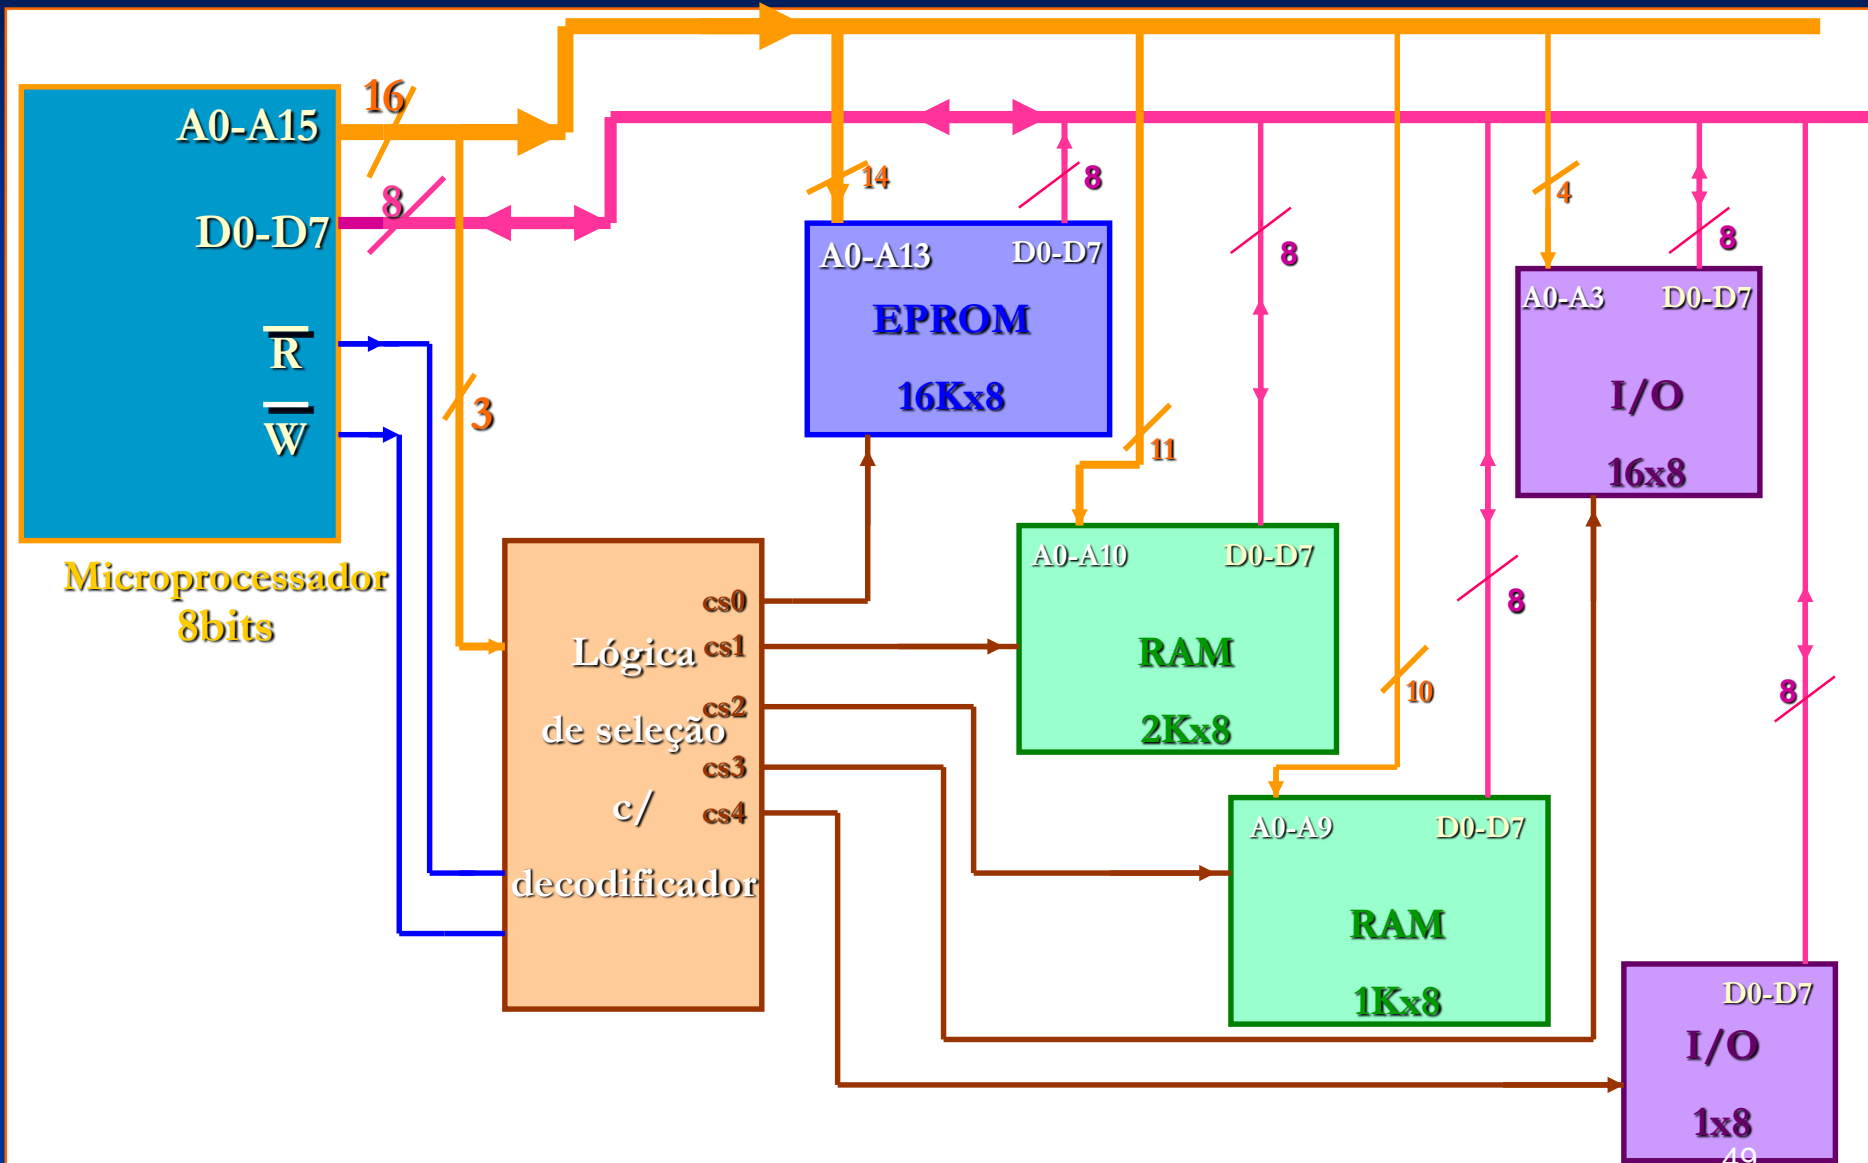 16
A0-A15
8
D0-D7
R
W
3
Microprocessador
8bits
14
8
A0-A13 D0-D7
EPROM
16Kx8
11
8
4
8
A0-A3 D0-D7
I/O
16x8
A0-A10 D0-D7
RAM
2Kx8
10
8
8
cs0
Lógica cs1
cs2
de seleção
cs3
c/ cs4
decodificador
A0-A9 D0-D7
RAM
1Kx8
D0-D7
I/O
1x8
49